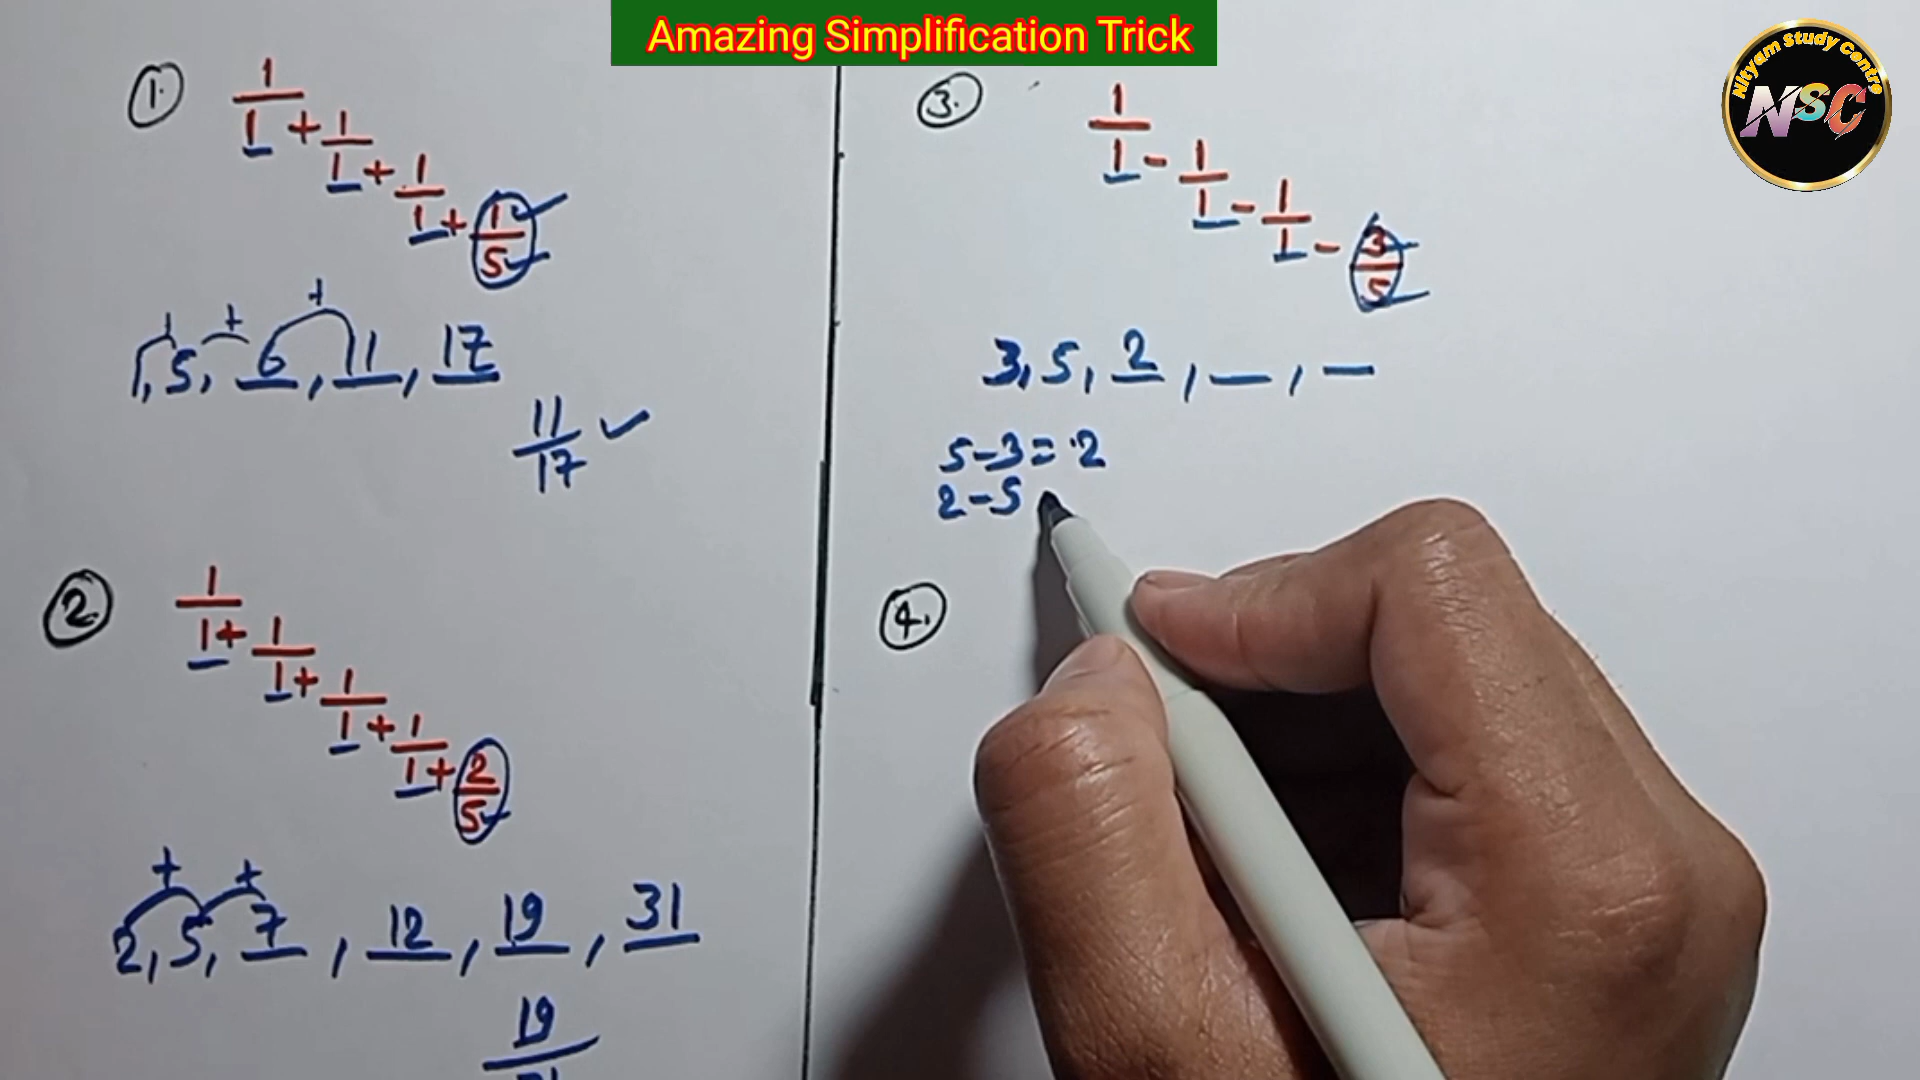 Amazing Simplification Trick
Nityam Study Centre
NSC
1.
1
1 + 1
1 + 1
1 + 1
5
1, 5, 6, 11, 17
+ + +
11
17
2.
1
1 + 1
1 + 1
1 + 1
1 + 2
5
+ +
2, 5, 7, 12, 19, 31
19
3.
1
1 - 1
1 - 1
1 - 3
5
3, 5, 2, _, _
5-3=2
2-5
4.